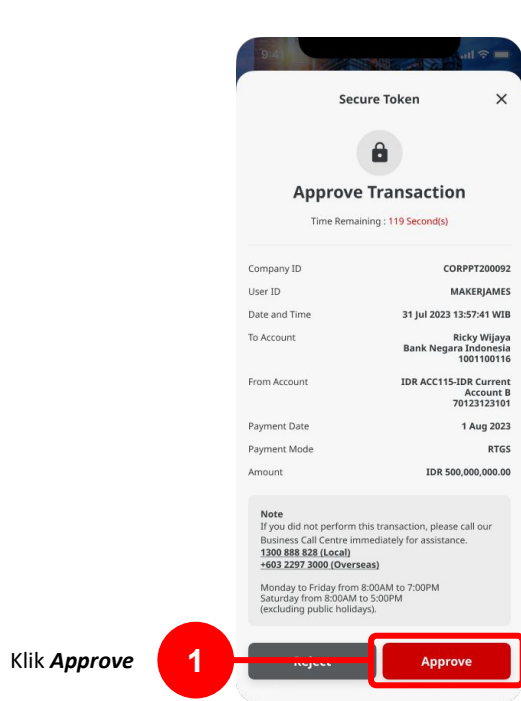 9:41
Secure Token
Approve Transaction
Time Remaining : 119 Second(s)
Company ID CORPPT200092
User ID MAKERJAMES
Date and Time 31 Jul 2023 13:57:41 WIB
To Account Ricky Wijaya
Bank Negara Indonesia
1001100116
From Account IDR ACC115-IDR Current
Account B
70123123101
Payment Date 1 Aug 2023
Payment Mode RTGS
Amount IDR 500,000,000.00
Note
If you did not perform this transaction, please call our
Business Call Centre immediately for assistance.
1300 888 828 (Local)
+603 2297 3000 (Overseas)
Monday to Friday from 8:00AM to 7:00PM
Saturday from 8:00AM to 5:00PM
(excluding public holidays).
Klik Approve 1 Reject Approve